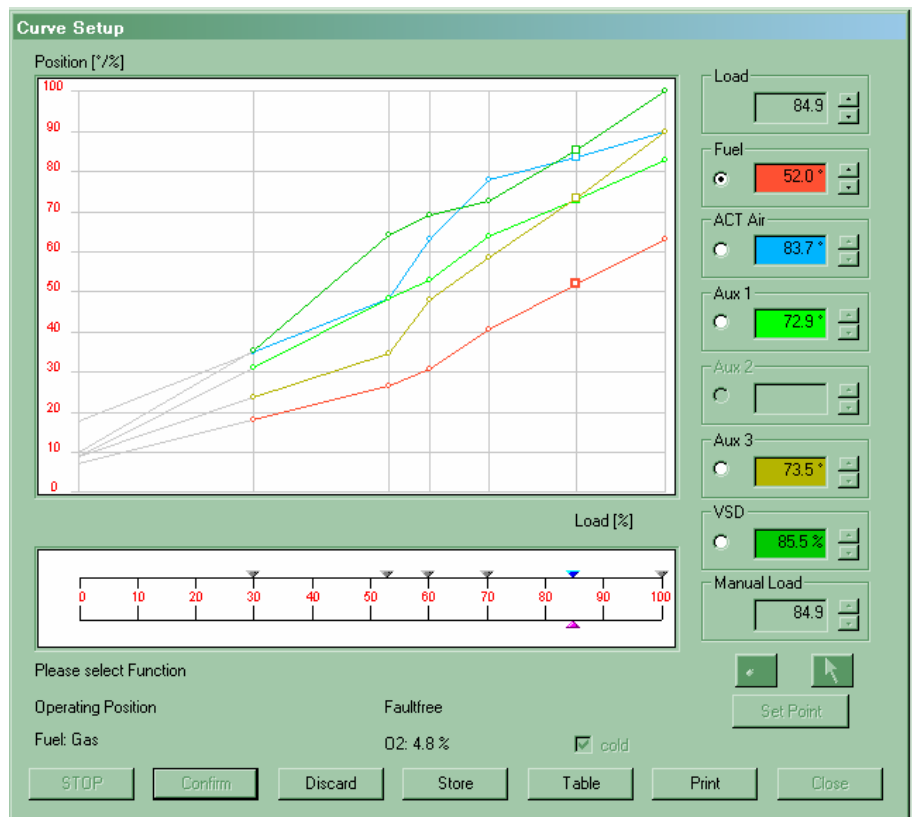 Curve Setup
Position [°/%]
100
90
80
70
60
50
40
30
20
10
0
Load [%]
0 10 20 30 40 50 60 70 80 90 100
Please select Function
Operating Position Faultfree
Fuel: Gas O2: 4.8 % cold
STOP Confirm Discard Store Table Print Close
Load
84.9
Fuel
52.0 °
ACT Air
83.7 °
Aux 1
72.9 °
Aux 2
Aux 3
73.5 °
VSD
85.5 %
Manual Load
84.9
Set Point